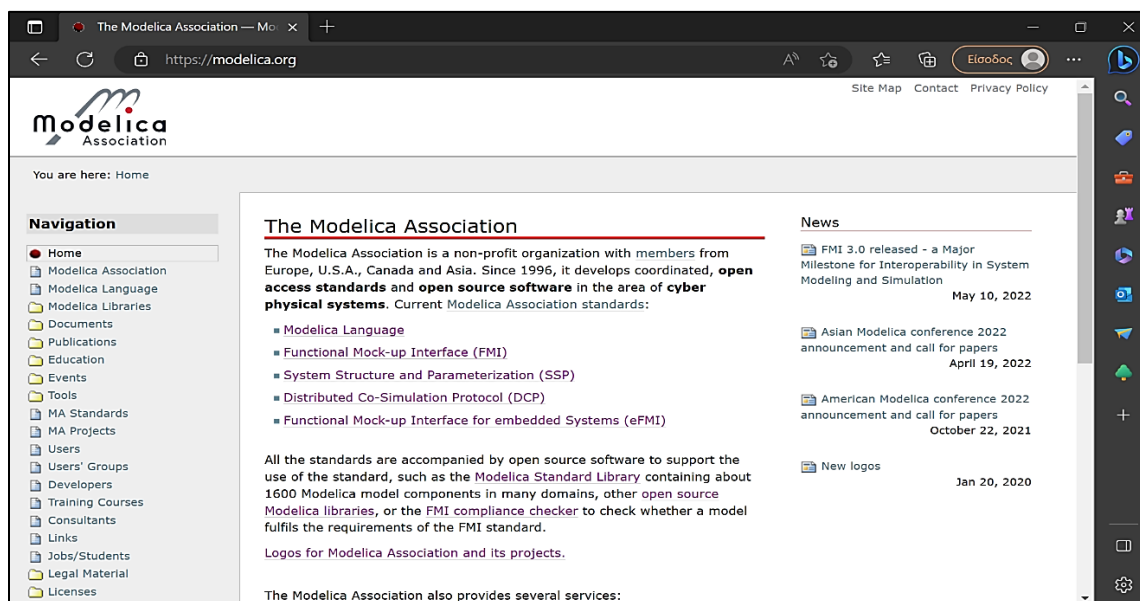 The Modelica Association — Mo
https://modelica.org
Είσοδος
Site Map Contact Privacy Policy
Modelica
Association
You are here: Home
Navigation
Home
Modelica Association
Modelica Language
Modelica Libraries
Documents
Publications
Education
Events
Tools
MA Standards
MA Projects
Users
Users' Groups
Developers
Training Courses
Consultants
Links
Jobs/Students
Legal Material
Licenses
The Modelica Association
The Modelica Association is a non-profit organization with members from
Europe, U.S.A., Canada and Asia. Since 1996, it develops coordinated, open
access standards and open source software in the area of cyber
physical systems. Current Modelica Association standards:
Modelica Language
Functional Mock-up Interface (FMI)
System Structure and Parameterization (SSP)
Distributed Co-Simulation Protocol (DCP)
Functional Mock-up Interface for embedded Systems (eFMI)
All the standards are accompanied by open source software to support the
use of the standard, such as the Modelica Standard Library containing about
1600 Modelica model components in many domains, other open source
Modelica libraries, or the FMI compliance checker to check whether a model
fulfils the requirements of the FMI standard.
Logos for Modelica Association and its projects.
The Modelica Association also provides several services:
News
FMI 3.0 released - a Major
Milestone for Interoperability in System
Modeling and Simulation
May 10, 2022
Asian Modelica conference 2022
announcement and call for papers
April 19, 2022
American Modelica conference 2022
announcement and call for papers
October 22, 2021
New logos
Jan 20, 2020